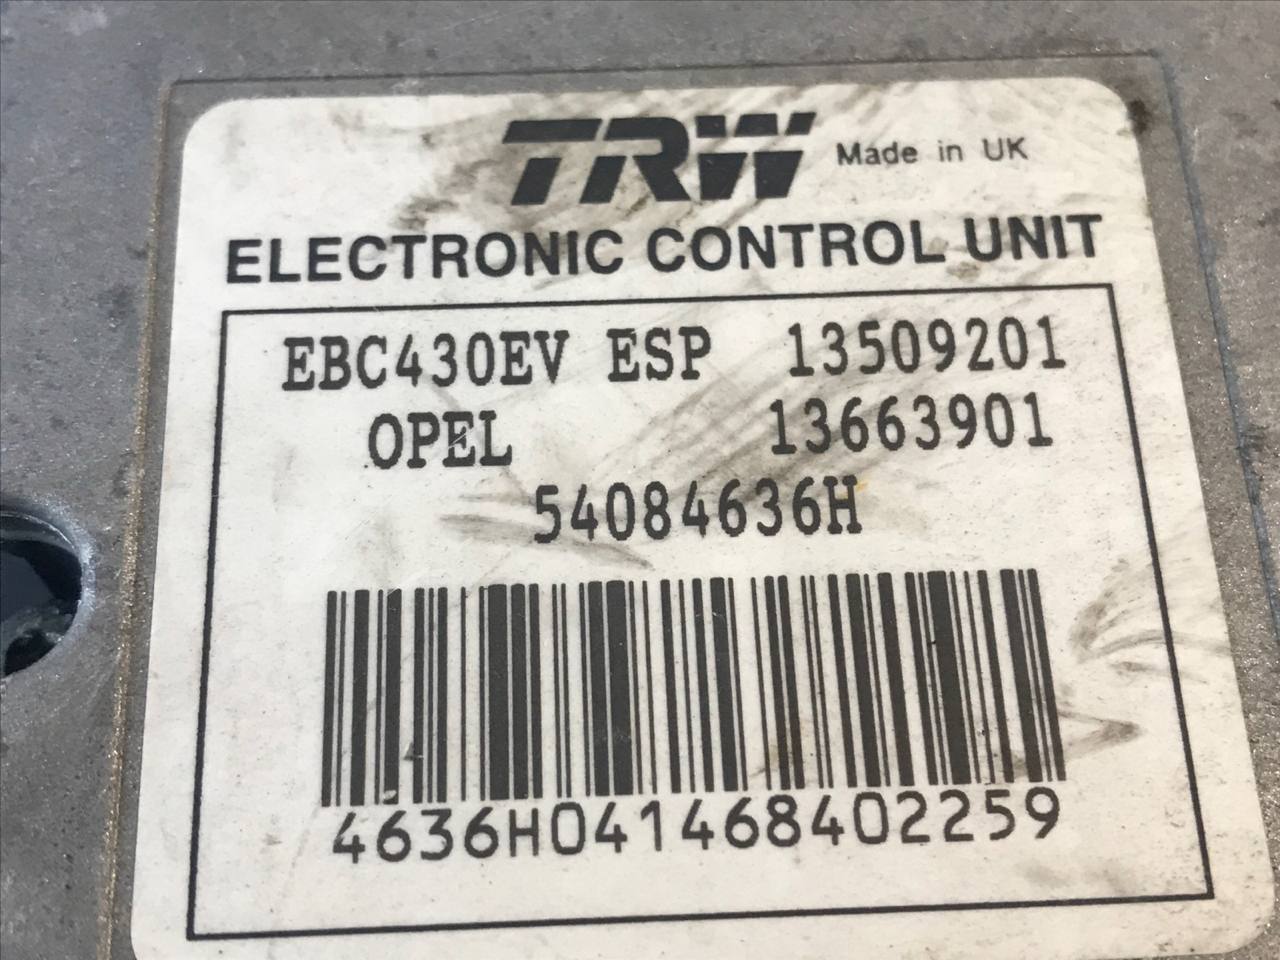 TRW Made in UK
ELECTRONIC CONTROL UNIT
EBC430EV ESP 13509201
OPEL 13663901
54084636H
4636H041468402259